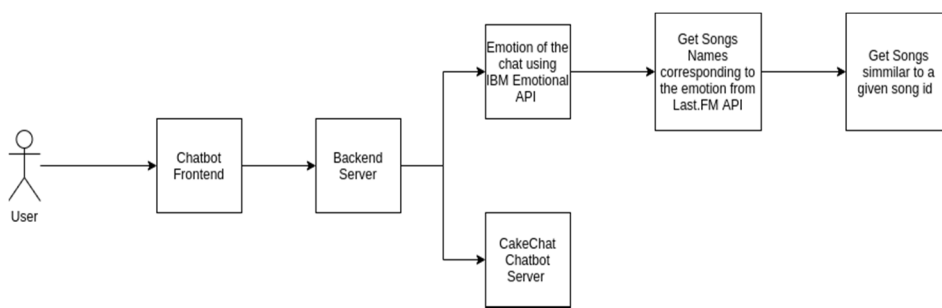 User
Chatbot
Frontend
Backend
Server
Emotion of the
chat using
IBM Emotional
API
Get Songs
Names
corresponding to
the emotion from
Last.FM API
Get Songs
simmilar to a
given song id
CakeChat
Chatbot
Server